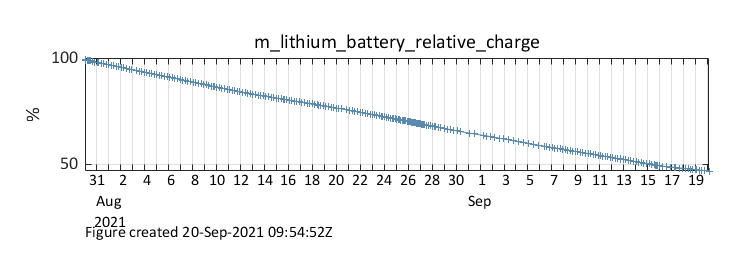 m_lithium_battery_relative_charge
100
%
50
31 2 4 6 8 10 12 14 16 18 20 22 24 26 28 30 1 3 5 7 9 11 13 15 17 19
Aug Sep
2021
Figure created 20-Sep-2021 09:54:52Z